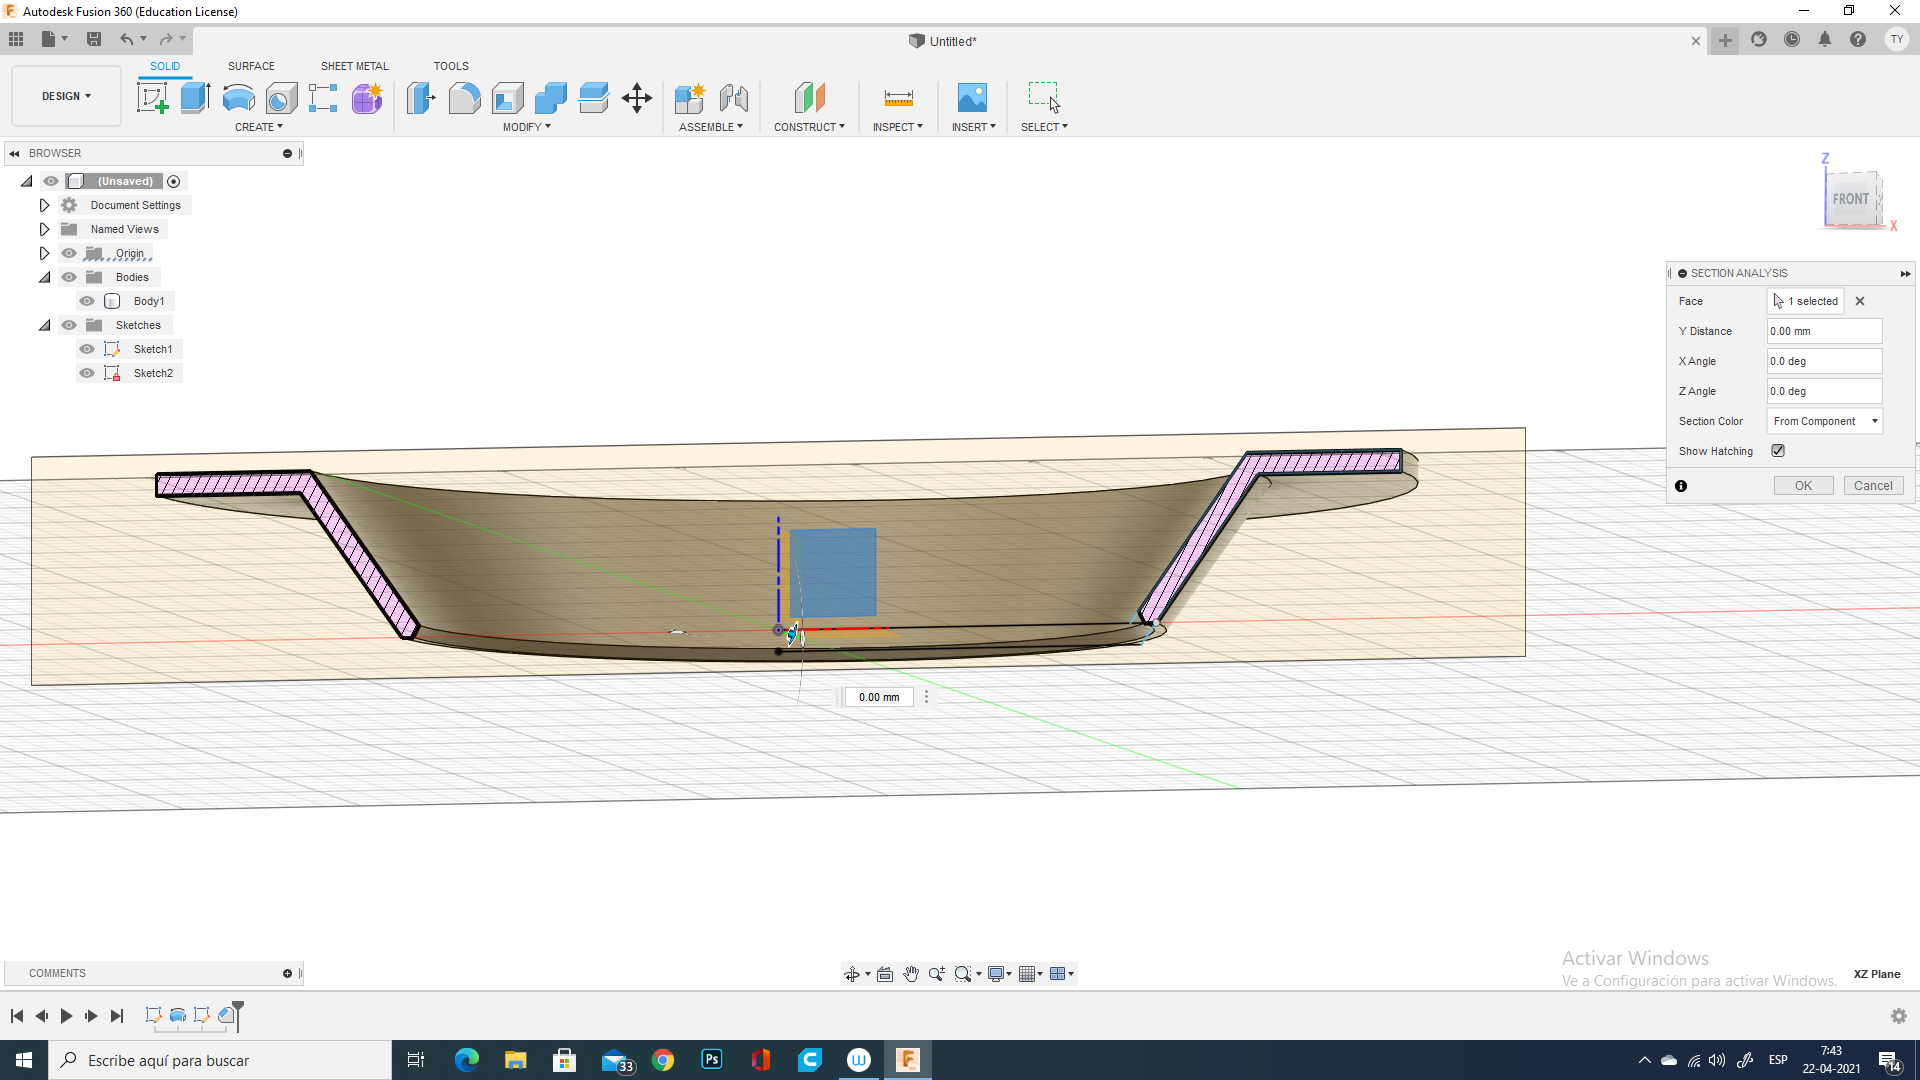 Autodesk Fusion 360 (Education License)
Untitled*
TY
DESIGN
SOLID
SURFACE
SHEET METAL
TOOLS
CREATE
MODIFY
ASSEMBLE
CONSTRUCT
INSPECT
INSERT
SELECT
BROWSER
(Unsaved)
Document Settings
Named Views
Origin
Bodies
Body1
Sketches
Sketch1
Sketch2
Z
FRONT
X
SECTION ANALYSIS
Face
1 selected
Y Distance
0.00 mm
X Angle
0.0 deg
Z Angle
0.0 deg
Section Color
From Component
Show Hatching
OK
Cancel
0.00 mm
COMMENTS
Activar Windows
Ve a Configuración para activar Windows.
XZ Plane
Escribe aquí para buscar
33
Ps
ESP
7:43
22-04-2021
14